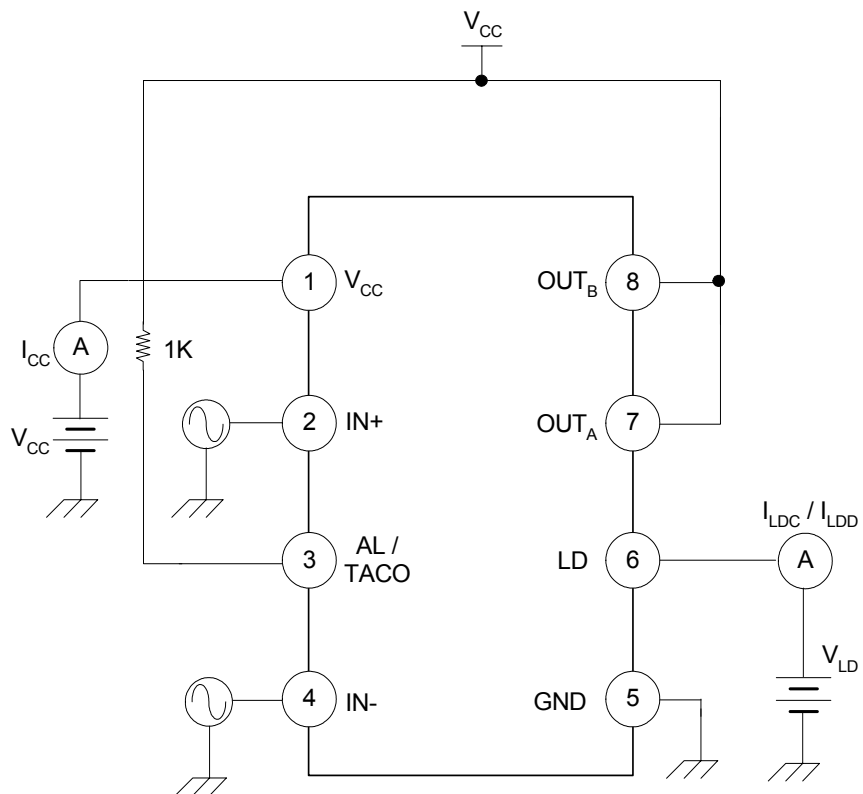 VCC
1 VCC
OUTB 8
ICC A
1K
VCC
2 IN+
OUTA 7
ILDC / ILDD
3 AL /
TACO
LD 6
A
VLD
4 IN-
GND 5